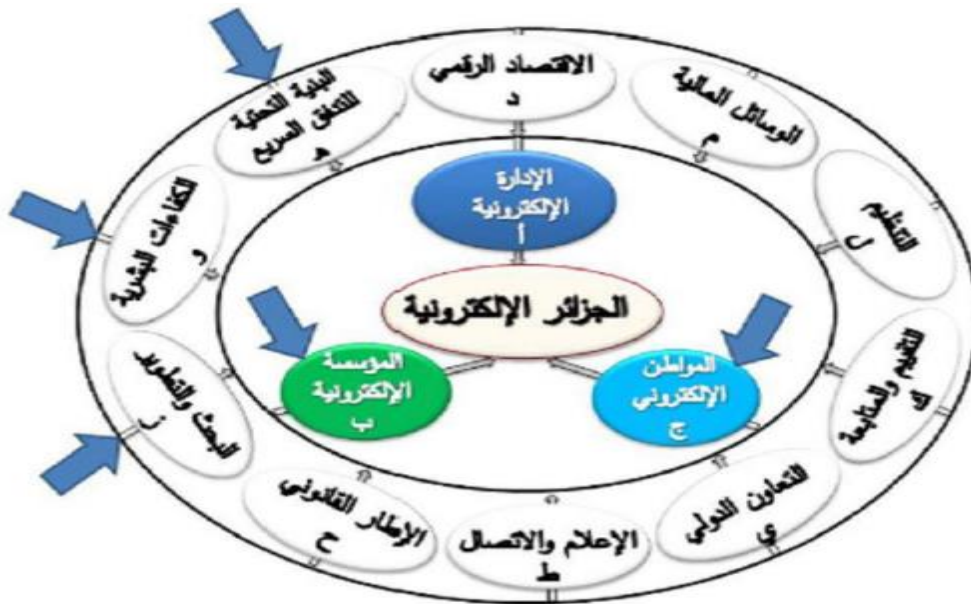 الاقتصاد الرقمي
د
الوسائل المالية
م
التنظيم
ل
التقييم والمتابعة
ك
التعاون الدولي
ي
الإعلام والاتصال
ط
الإطار القانوني
ح
البحث والتطوير
ز
الكفاءات البشرية
و
البنية التحتية
للتدفق السريع
هـ
الإدارة
الإلكترونية
أ
الجزائر الإلكترونية
المواطن
الإلكتروني
ج
المؤسسة
الإلكترونية
ب